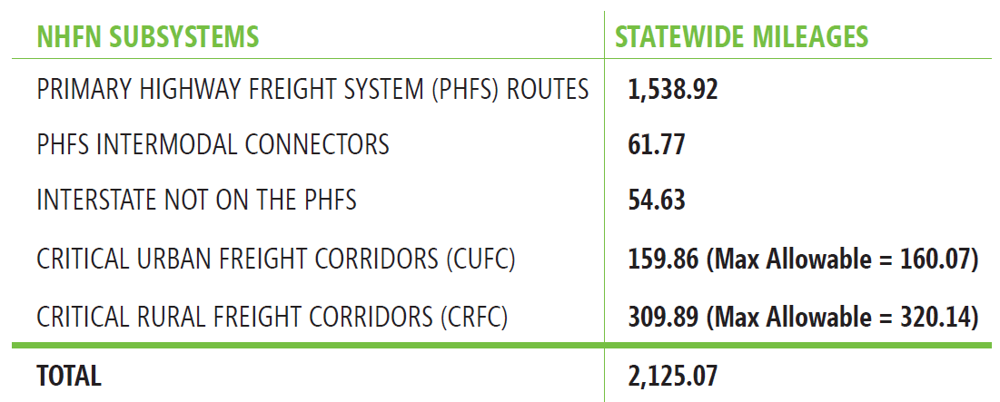 NHFN SUBSYSTEMS STATEWIDE MILEAGES
PRIMARY HIGHWAY FREIGHT SYSTEM (PHFS) ROUTES 1,538.92
PHFS INTERMODAL CONNECTORS 61.77
INTERSTATE NOT ON THE PHFS 54.63
CRITICAL URBAN FREIGHT CORRIDORS (CUFC) 159.86 (Max Allowable = 160.07)
CRITICAL RURAL FREIGHT CORRIDORS (CRFC) 309.89 (Max Allowable = 320.14)
TOTAL 2,125.07